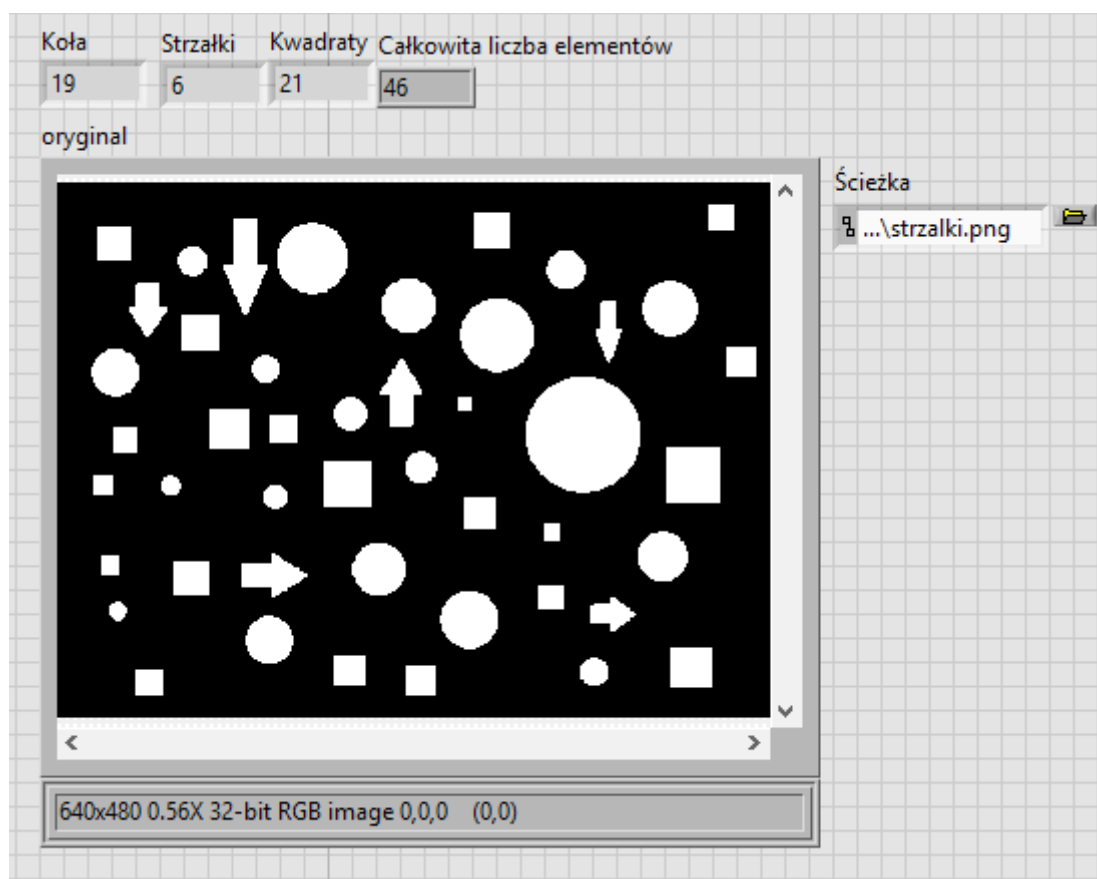 Koła Strzałki Kwadraty Całkowita liczba elementów
19 6 21 46
oryginal
Ścieżka
...\strzalki.png
640x480 0.56X 32-bit RGB image 0,0,0 (0,0)